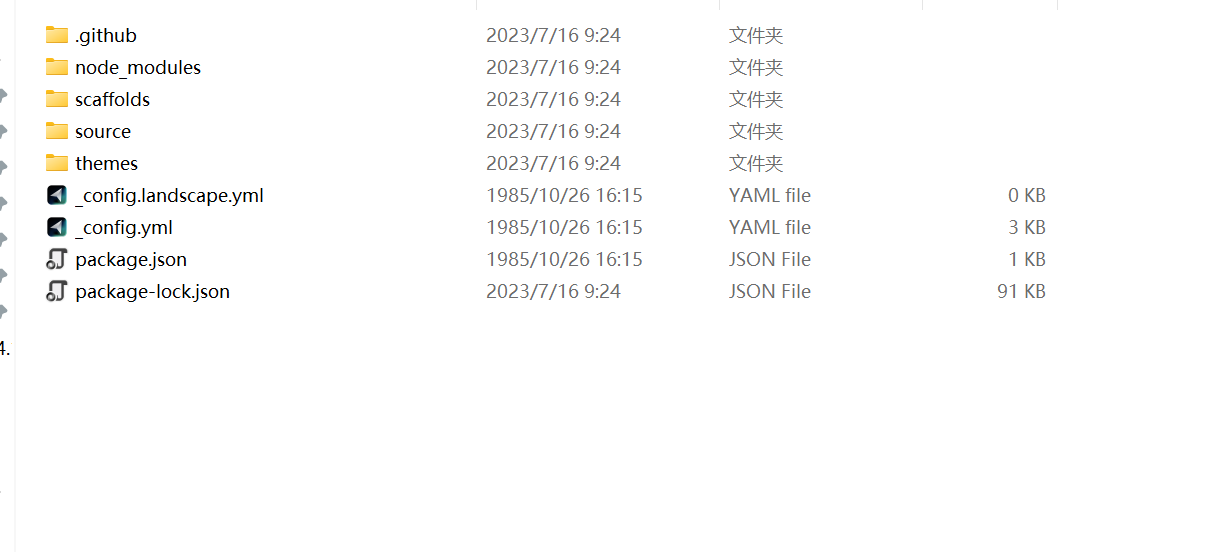 .github 2023/7/16 9:24 文件夹
node_modules 2023/7/16 9:24 文件夹
scaffolds 2023/7/16 9:24 文件夹
source 2023/7/16 9:24 文件夹
themes 2023/7/16 9:24 文件夹
_config.landscape.yml 1985/10/26 16:15 YAML file 0 KB
_config.yml 1985/10/26 16:15 YAML file 3 KB
package.json 1985/10/26 16:15 JSON File 1 KB
package-lock.json 2023/7/16 9:24 JSON File 91 KB
4.